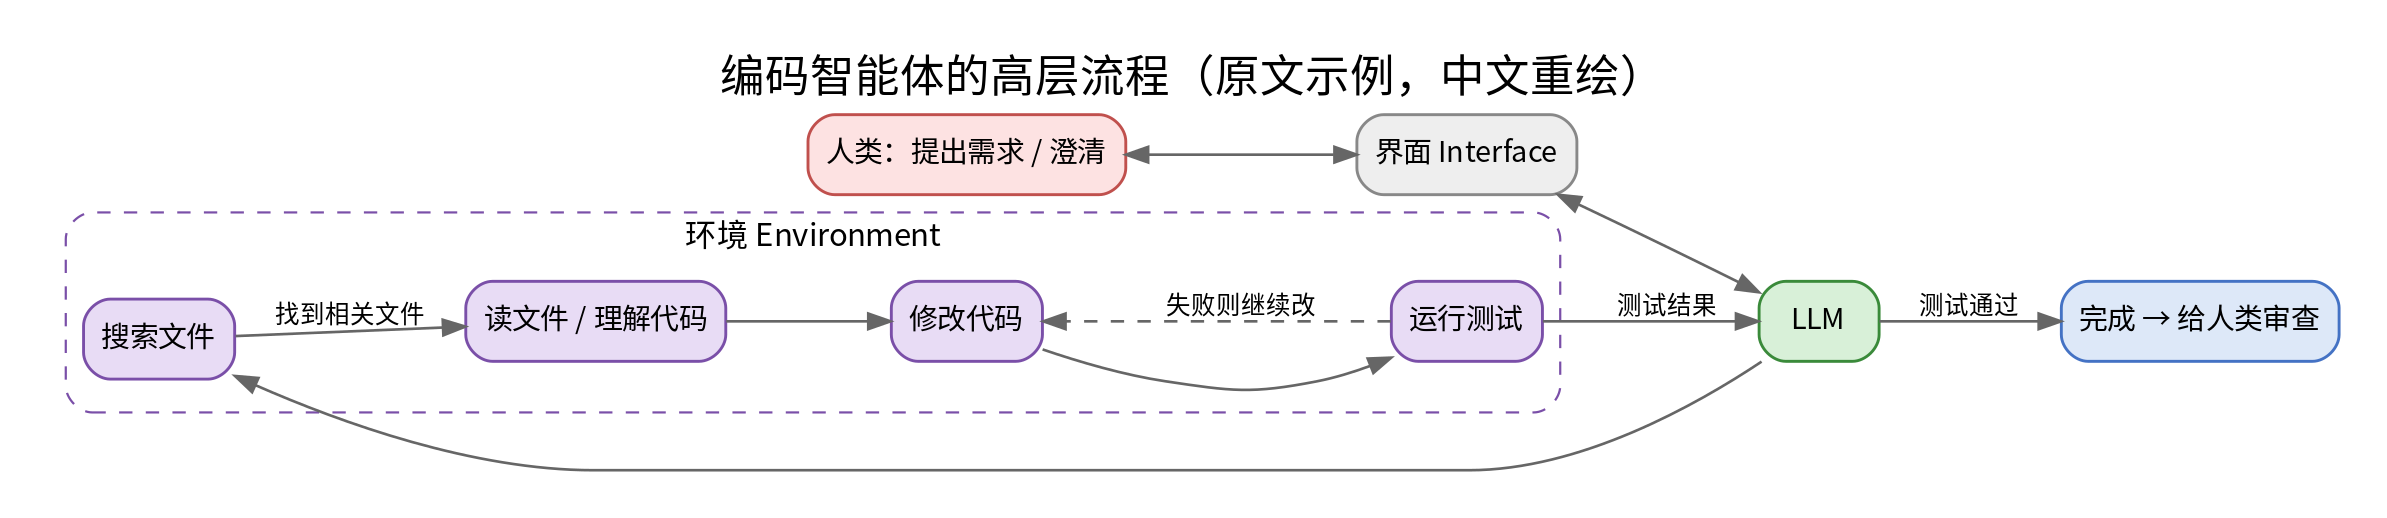 编码智能体的高层流程（原文示例，中文重绘）
人类：提出需求 / 澄清
界面 Interface
环境 Environment
搜索文件
找到相关文件
读文件 / 理解代码
修改代码
失败则继续改
运行测试
测试结果
LLM
测试通过
完成 → 给人类审查